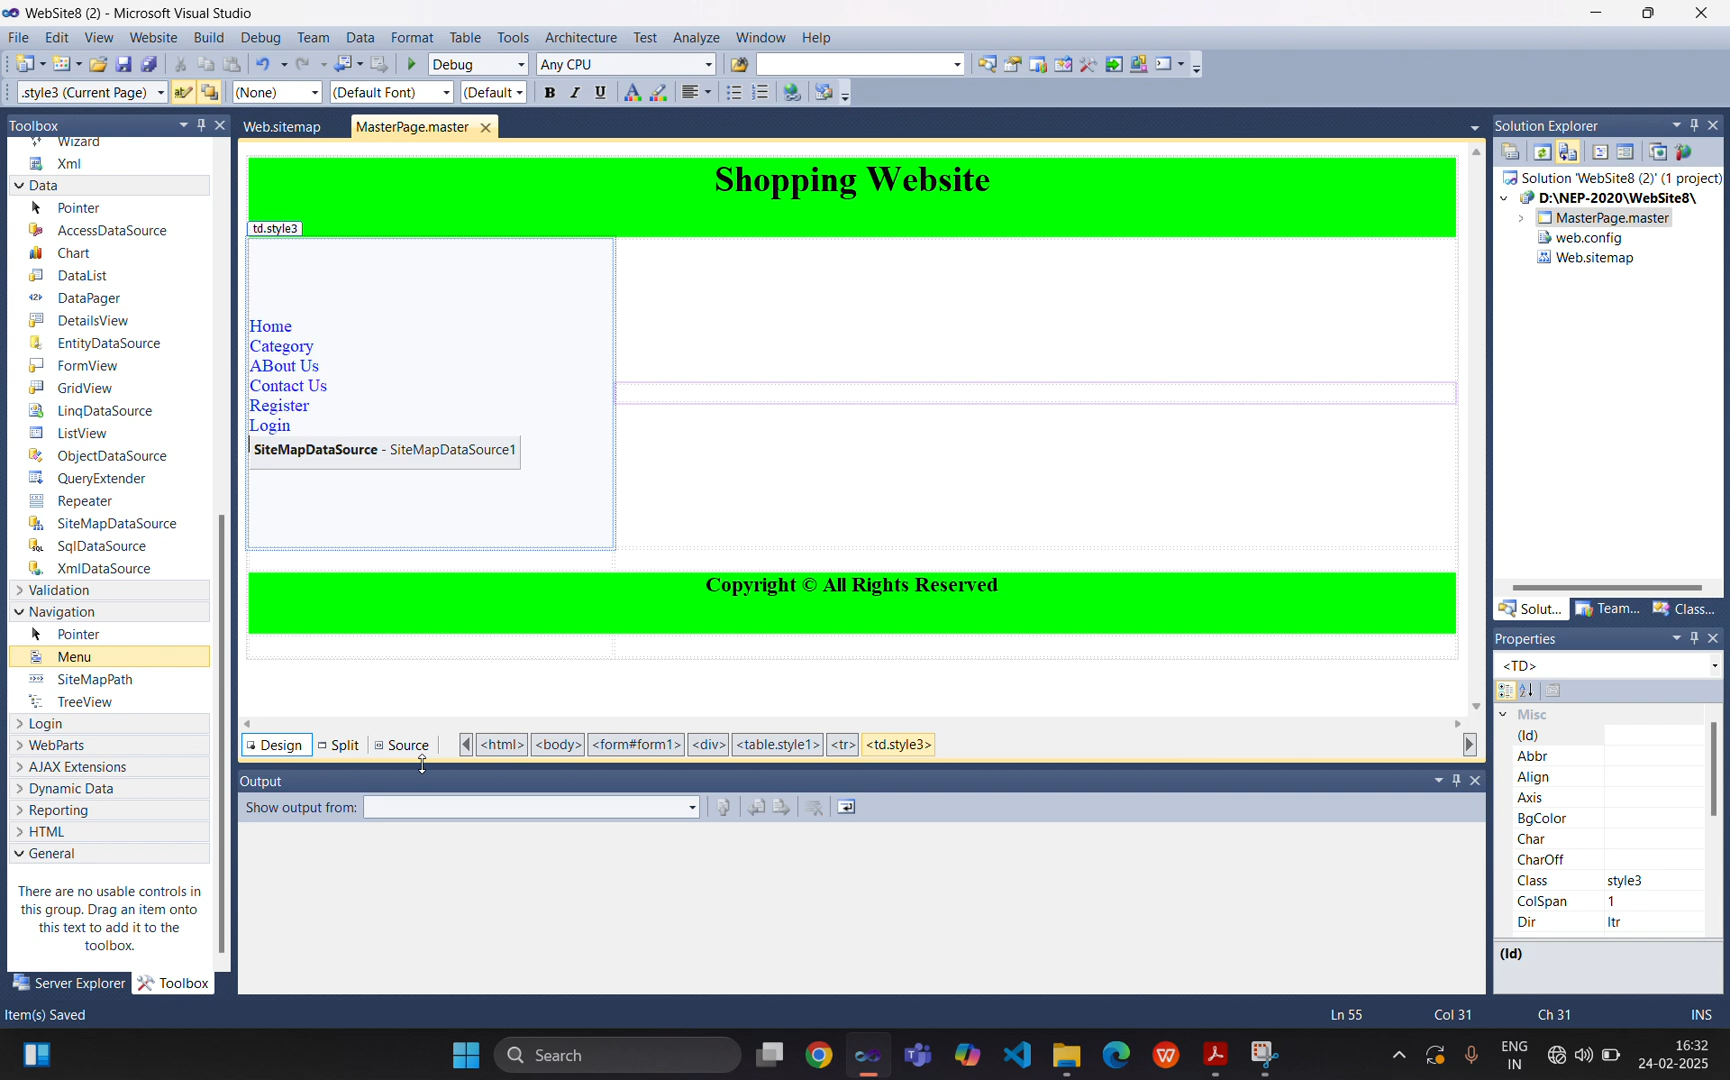 WebSite8 (2) - Microsoft Visual Studio
File Edit View Website Build Debug Team Data Format Table Tools Architecture Test Analyze Window Help
Debug Any CPU
.style3 (Current Page) (None) (Default Font) (Default B I U
Toolbox
Wizard
Xml
Data
Pointer
AccessDataSource
Chart
DataList
DataPager
DetailsView
EntityDataSource
FormView
GridView
LinqDataSource
ListView
ObjectDataSource
QueryExtender
Repeater
SiteMapDataSource
SqlDataSource
XmlDataSource
Validation
Navigation
Pointer
Menu
SiteMapPath
TreeView
Login
WebParts
AJAX Extensions
Dynamic Data
Reporting
HTML
General
There are no usable controls in
this group. Drag an item onto
this text to add it to the
toolbox.
Server Explorer Toolbox
Web.sitemap MasterPage.master
Shopping Website
td.style3
Home
Category
ABout Us
Contact Us
Register
Login
SiteMapDataSource - SiteMapDataSource1
Copyright © All Rights Reserved
Design Split Source <html> <body> <form#form1> <div> <table.style1> <tr> <td.style3>
Output
Show output from:
Solution Explorer
Solution 'WebSite8 (2)' (1 project)
D:\NEP-2020\WebSite8\
MasterPage.master
web.config
Web.sitemap
Solut... Team... Class...
Properties
<TD>
Misc
(Id)
Abbr
Align
Axis
BgColor
Char
CharOff
Class style3
ColSpan 1
Dir ltr
(Id)
Item(s) Saved Ln 55 Col 31 Ch 31 INS
Search
ENG
IN
16:32
24-02-2025